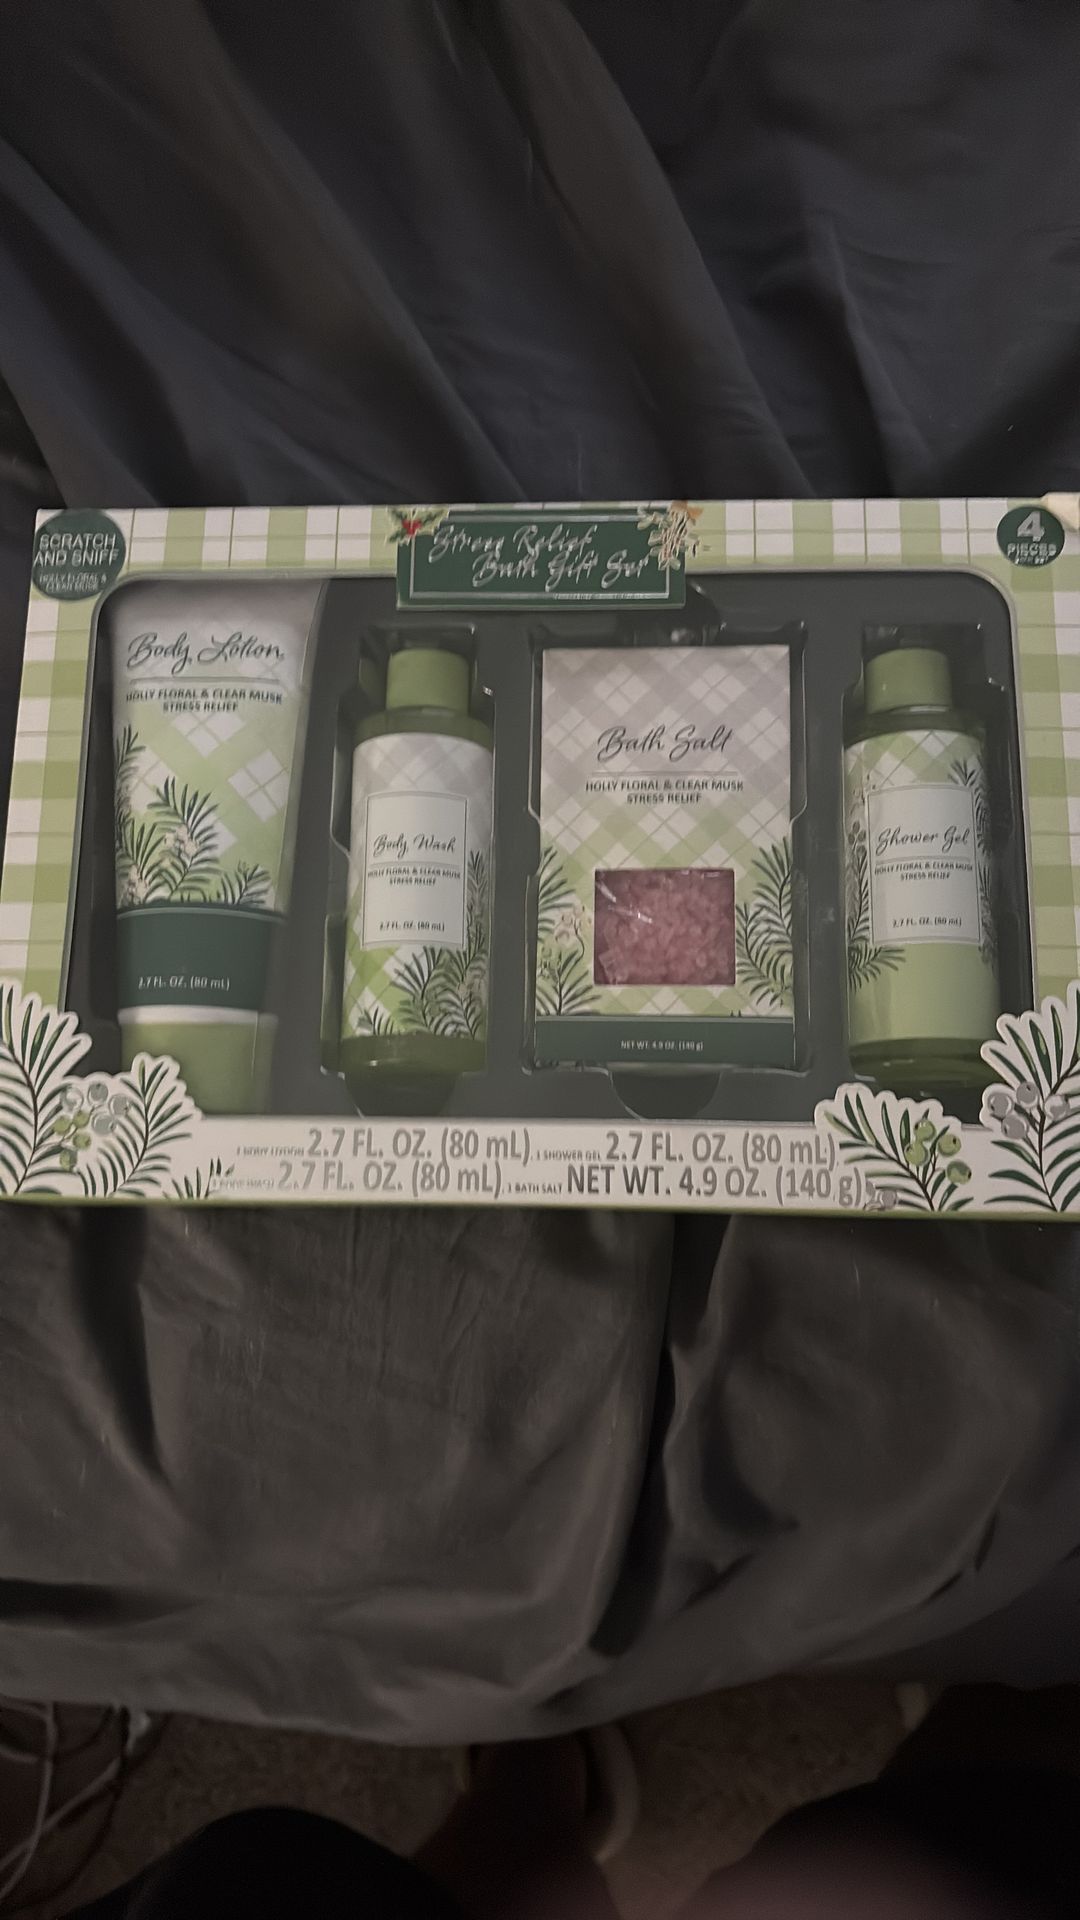 SCRATCH
AND SNIFF
HOLLY FLORAL &
CLEAR MUSK
Stress Relief
Bath Gift Set
4
PIECES
Body Lotion
HOLLY FLORAL & CLEAR MUSK
STRESS RELIEF
2.7 FL. OZ. (80 mL)
Body Wash
HOLLY FLORAL & CLEAR MUSK
STRESS RELIEF
2.7 FL. OZ. (80 mL)
Bath Salt
HOLLY FLORAL & CLEAR MUSK
STRESS RELIEF
NET WT. 4.9 OZ. (140 g)
Shower Gel
HOLLY FLORAL & CLEAR MUSK
STRESS RELIEF
2.7 FL. OZ. (80 mL)
1 BODY LOTION 2.7 FL. OZ. (80 mL), 1 SHOWER GEL 2.7 FL. OZ. (80 mL)
1 BODY WASH 2.7 FL. OZ. (80 mL), 1 BATH SALT NET WT. 4.9 OZ. (140 g)